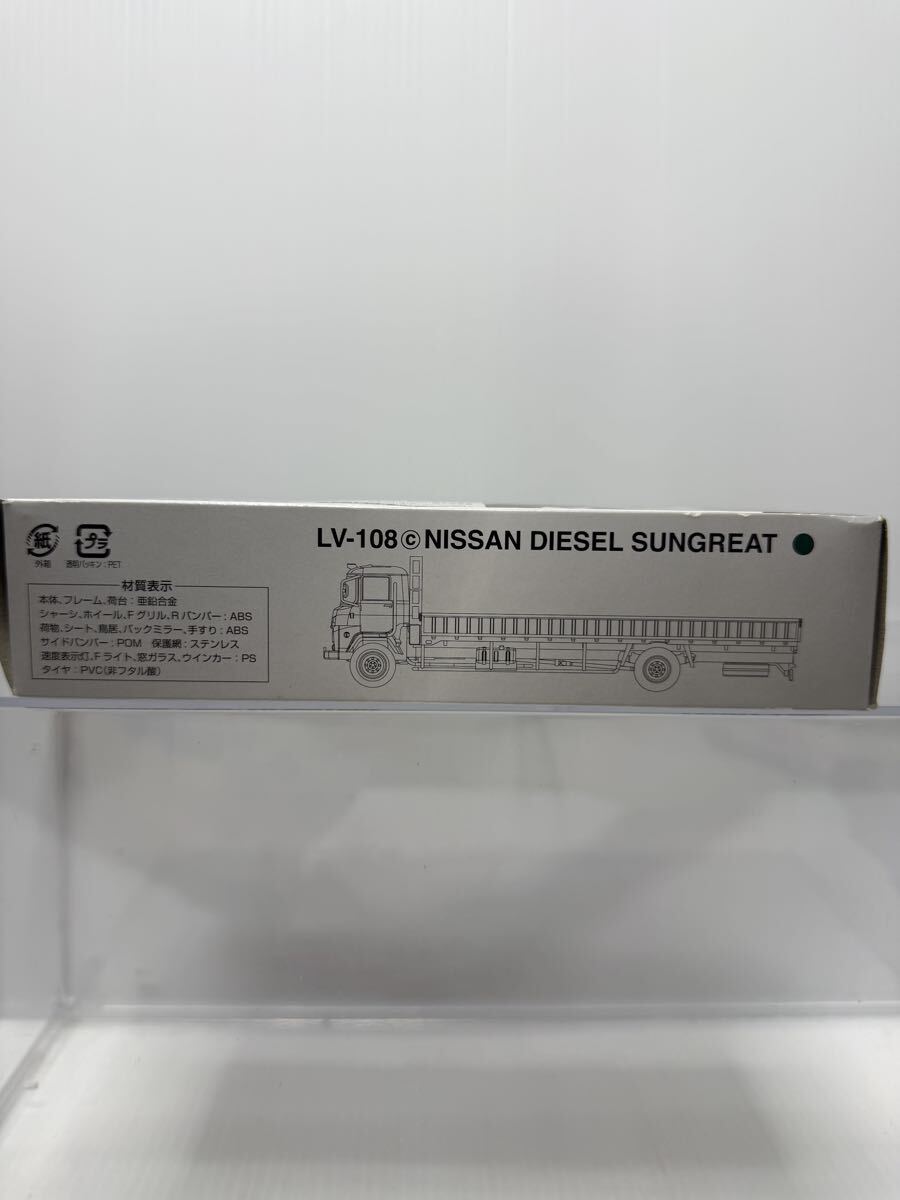 紙
外箱
プラ
透明パッキン:PET
LV-108ⓒNISSAN DIESEL SUNGREAT
材質表示
本体、フレーム、荷台:亜鉛合金
シャーシ、ホイール、Fグリル、Rバンパー:ABS
荷物、シート、鳥居、バックミラー、手すり:ABS
サイドバンパー:POM 保護網:ステンレス
速度表示灯、Fライト、窓ガラス、ウインカー:PS
タイヤ:PVC(非フタル酸)